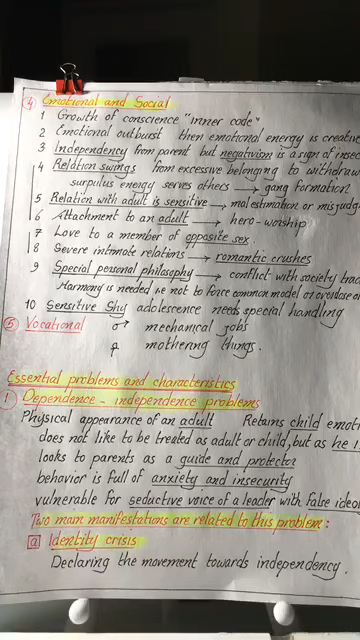 ④ Emotional and Social
1 Growth of conscience "inner code"
2 Emotional outburst then emotional energy is creative
3 Independency from parent but negativism is a sign of insec
4 Relation swings from excessive belonging to withdraw
surpulus energy serves others → gang formation
5 Relation with adult is sensitive → malestimation or misjudg
6 Attachment to an adult → hero-worship
7 Love to a member of opposite sex
8 Severe intimate relations → romantic crushes
9 Special personal philosophy → conflict with society trad
Harmony is needed i.e not to force common model or overdose o
10 Sensitive Shy adolescence needs special handling
⑤ Vocational ♂ mechanical jobs
♀ mothering things.
Essential problems and characteristics
① Dependence - independence problems
Physical appearance of an adult Retains child emoti
does not like to be treated as adult or child, but as he i
looks to parents as a guide and protector
behavior is full of anxiety and insecurity
vulnerable for seductive voice of a leader with false ideol
Two main manifestations are related to this problem:
a Identity crisis
Declaring the movement towards independency.